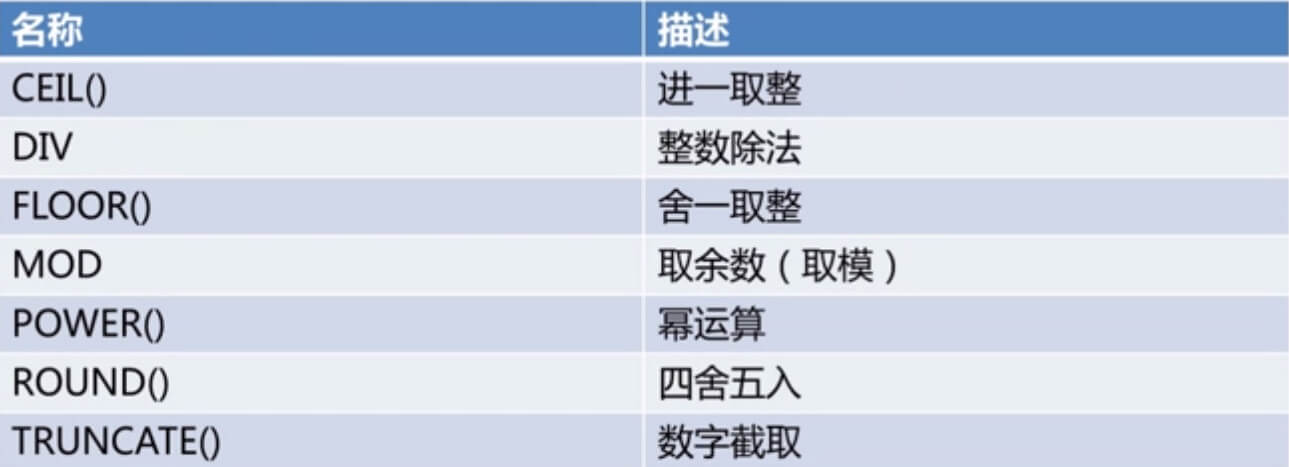 名称 描述
CEIL() 进一取整
DIV 整数除法
FLOOR() 舍一取整
MOD 取余数（取模）
POWER() 幂运算
ROUND() 四舍五入
TRUNCATE() 数字截取